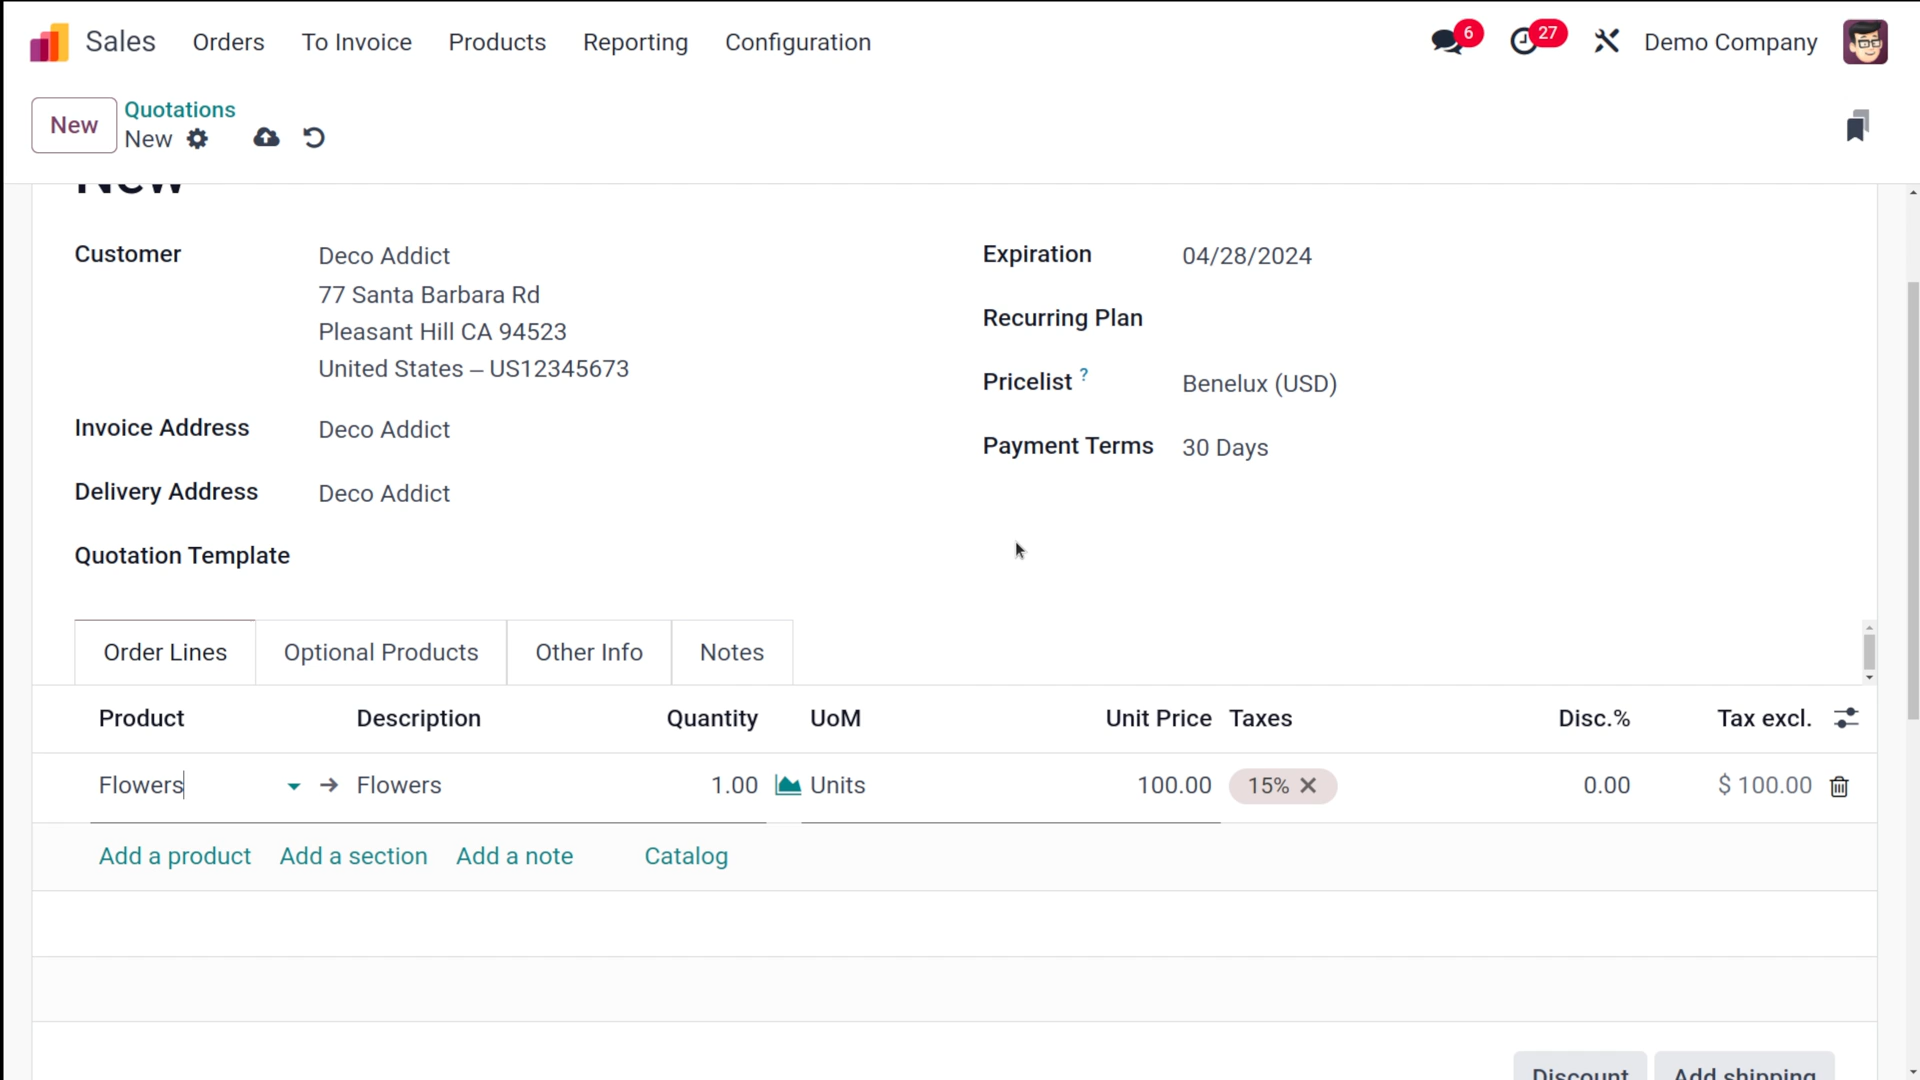 Sales Orders To Invoice Products Reporting Configuration 6 27 Demo Company
New Quotations
New
New
Customer Deco Addict Expiration 04/28/2024
77 Santa Barbara Rd
Pleasant Hill CA 94523 Recurring Plan
United States – US12345673
Pricelist ? Benelux (USD)
Invoice Address Deco Addict Payment Terms 30 Days
Delivery Address Deco Addict
Quotation Template
Order Lines Optional Products Other Info Notes
Product Description Quantity UoM Unit Price Taxes Disc.% Tax excl.
Flowers Flowers 1.00 Units 100.00 15% 0.00 $ 100.00
Add a product Add a section Add a note Catalog
Discount Add shipping